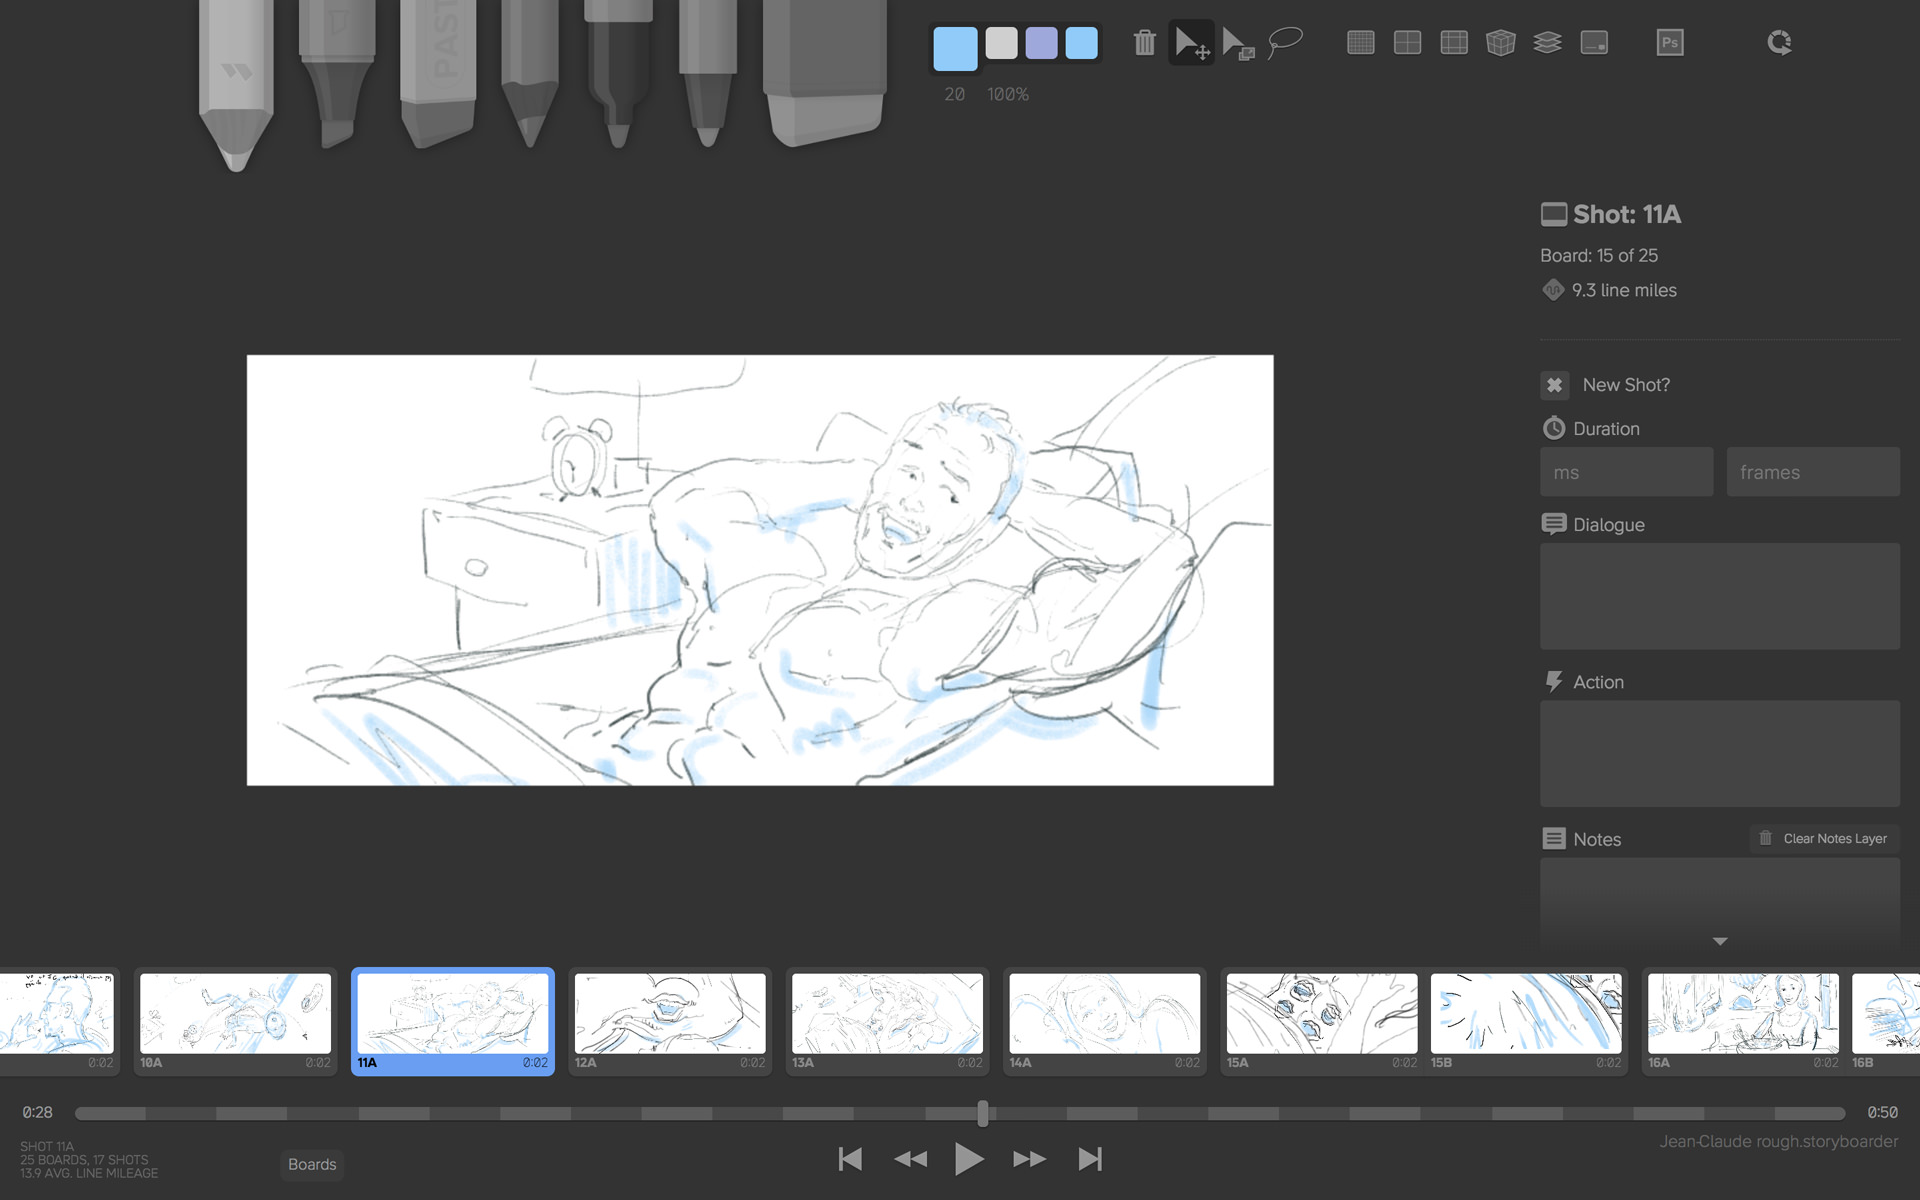 PAST
20 100%
Shot: 11A
Board: 15 of 25
9.3 line miles
New Shot?
Duration
ms frames
Dialogue
Action
Notes Clear Notes Layer
Ps
0:02
10A 0:02
11A 0:02
12A 0:02
13A 0:02
14A 0:02
15A
15B 0:02
16A 0:02
16B
0:28 0:50
SHOT 11A
25 BOARDS, 17 SHOTS
13.9 AVG. LINE MILEAGE
Boards
Jean-Claude rough.storyboarder